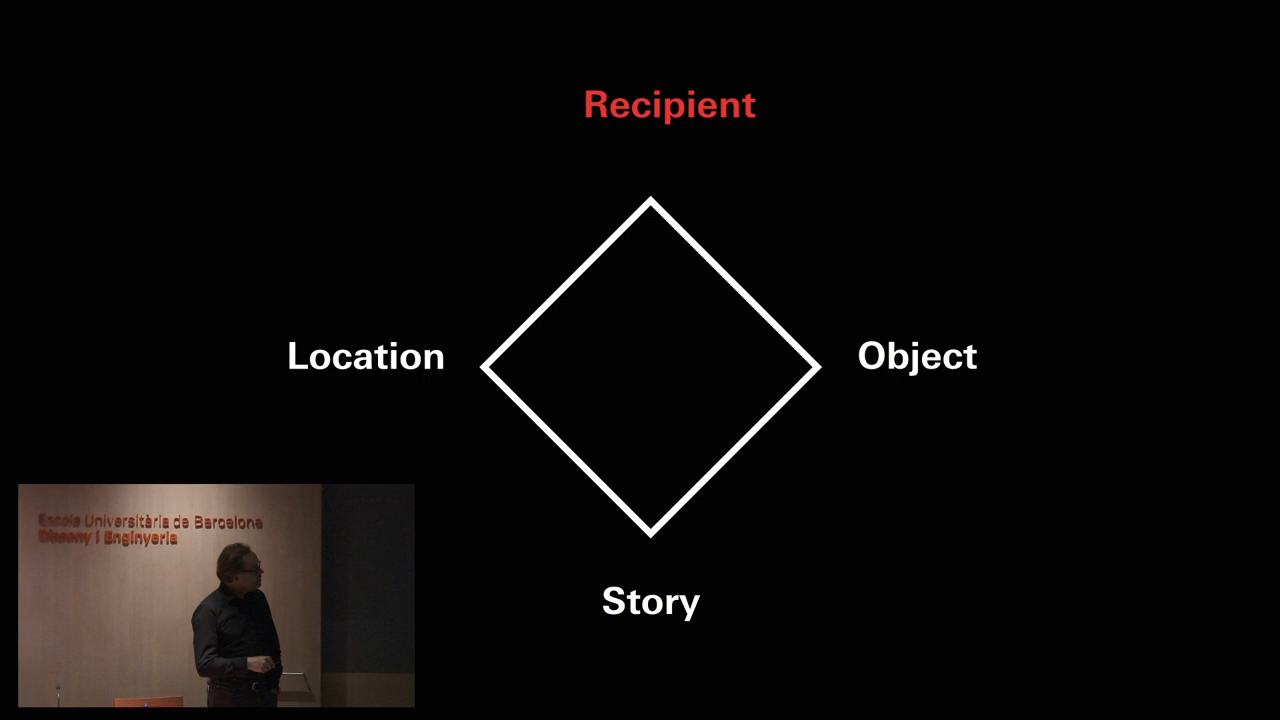 Recipient
Location
Object
Story
Escola Universitària de Barcelona
Disseny i Enginyeria